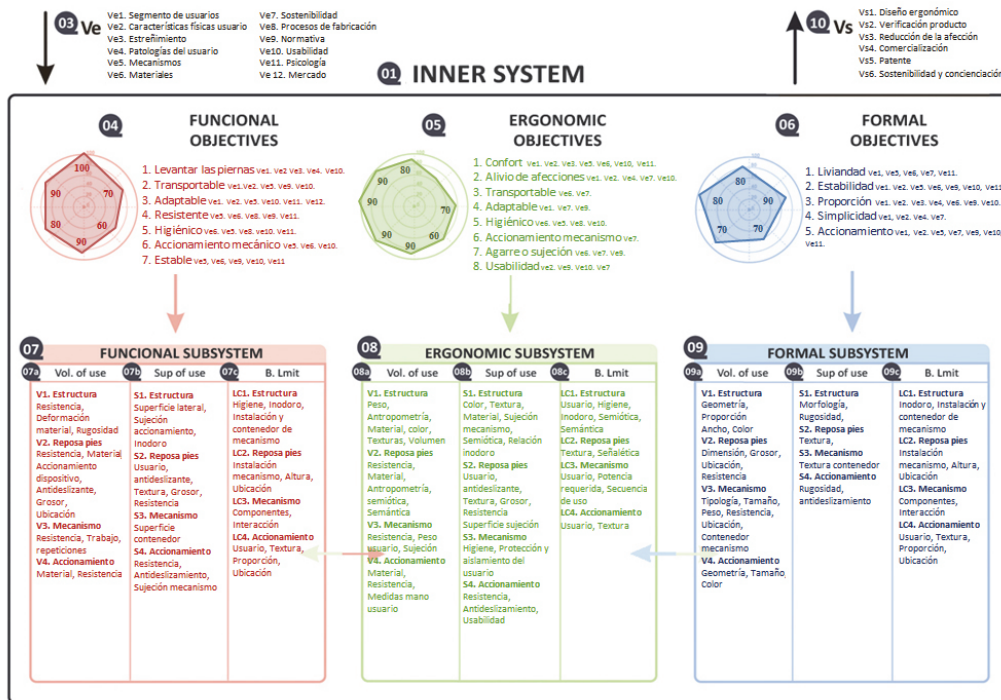 03 Ve
Ve1. Segmento de usuarios
Ve2. Características físicas usuario
Ve3. Estreñimiento
Ve4. Patologías del usuario
Ve5. Mecanismos
Ve6. Materiales
Ve7. Sostenibilidad
Ve8. Procesos de fabricación
Ve9. Normativa
Ve10. Usabilidad
Ve11. Psicología
Ve 12. Mercado
10 Vs
Vs1. Diseño ergonómico
Vs2. Verificación producto
Vs3. Reducción de la afección
Vs4. Comercialización
Vs5. Patente
Vs6. Sostenibilidad y concienciación
01 INNER SYSTEM
04
FUNCTIONAL
OBJECTIVES
100
90
70
90
60
80
90
1. Levantar las piernas ve1. ve2 ve3. ve4. ve10.
2. Transportable ve1. ve2. ve5. ve9. ve10.
3. Adaptable ve1, ve2, ve5. ve10. ve11. ve12.
4. Resistente ve5. ve6. ve8. ve9. ve11.
5. Higiénico ve6. ve5. ve8. ve10. ve11.
6. Accionamiento mecánico ve5. ve6. ve10.
7. Estable ve5, ve6, ve9, ve10, ve11
05
ERGONOMIC
OBJECTIVES
80
90
80
70
90
60
90
1. Confort ve1. ve2. ve3. ve5. ve6, ve10, ve11.
2. Alivio de afecciones ve1. ve2. ve4. ve7. ve10.
3. Transportable ve6. ve7.
4. Adaptable ve1. ve7. ve9.
5. Higiénico ve6. ve5. ve8. ve10.
6. Accionamiento mecanismo ve7.
7. Agarre o sujeción ve6. ve7. ve9.
8. Usabilidad ve2. ve9. ve10. ve7
06
FORMAL
OBJECTIVES
80
80
90
70
70
1. Liviandad ve1, ve5, ve6, ve7, ve11.
2. Estabilidad ve1. ve2. ve5. ve6, ve9, ve10, ve11
3. Proporción ve1. ve2. ve3. ve4, ve6. ve9. ve10.
4. Simplicidad ve1, ve2. ve4. ve7.
5. Accionamiento ve1, ve2. ve5, ve7, ve9, ve10,
ve11.
07
FUNCIONAL SUBSYSTEM
07a Vol. of use
V1. Estructura
Resistencia,
Deformación
material, Rugosidad
V2. Reposa pies
Resistencia, Material
Accionamiento
dispositivo,
Antideslizante,
Grosor,
Ubicación
V3. Mecanismo
Resistencia, Trabajo,
repeticiones
V4. Accionamiento
Material, Resistencia
07b Sup of use
S1. Estructura
Superficie lateral,
Sujeción
accionamiento,
Inodoro
S2. Reposa pies
Usuario,
antideslizante,
Textura, Grosor,
Resistencia
S3. Mecanismo
Superficie
contenedor
S4. Accionamiento
Resistencia,
Antideslizamiento,
Sujeción mecanismo
07c B. Lmit
LC1. Estructura
Higiene, Inodoro,
Instalación y
contenedor de
mecanismo
LC2. Reposa pies
Instalación
mecanismo, Altura,
Ubicación
LC3. Mecanismo
Componentes,
Interacción
LC4. Accionamiento
Usuario, Textura,
Proporción,
Ubicación
08
ERGONOMIC SUBSYSTEM
08a Vol. of use
V1. Estructura
Peso,
Antropometría,
Material, color,
Texturas, Volumen
V2. Reposa pies
Resistencia,
Material,
Antropometría,
semiótica,
Semántica
V3. Mecanismo
Resistencia, Peso
usuario, Sujeción
V4. Accionamiento
Material,
Resistencia,
Medidas mano
usuario
08b Sup of use
S1. Estructura
Color, Textura,
Material, Sujeción
mecanismo,
Semiótica, Relación
inodoro
S2. Reposa pies
Usuario,
antideslizante,
Textura, Grosor,
Resistencia
Superficie sujeción
S3. Mecanismo
Higiene, Protección y
aislamiento del
usuario
S4. Accionamiento
Resistencia,
Antideslizamiento,
Usabilidad
08c B. Lmit
LC1. Estructura
Usuario, Higiene,
Inodoro, Semiótica,
Semántica
LC2. Reposa pies
Textura, Señalética
LC3. Mecanismo
Usuario, Potencia
requerida, Secuencia
de uso
LC4. Accionamiento
Usuario, Textura
09
FORMAL SUBSYSTEM
09a Vol. of use
V1. Estructura
Geometría,
Proporción
Ancho, Color
V2. Reposa pies
Dimensión, Grosor,
Ubicación,
Resistencia
V3. Mecanismo
Tipología, Tamaño,
Peso, Resistencia,
Ubicación,
Contenedor
mecanismo
V4. Accionamiento
Geometría, Tamaño
Color
09b Sup of use
S1. Estructura
Morfología,
Rugosidad,
S2. Reposa pies
Textura,
S3. Mecanismo
Textura contenedor
S4. Accionamiento
Rugosidad,
antideslizamiento
09c B. Lmit
LC1. Estructura
Inodoro, Instalación y
contenedor de
mecanismo
LC2. Reposa pies
Instalación
mecanismo, Altura,
Ubicación
LC3. Mecanismo
Componentes,
Interacción
LC4. Accionamiento
Usuario, Textura,
Proporción,
Ubicación